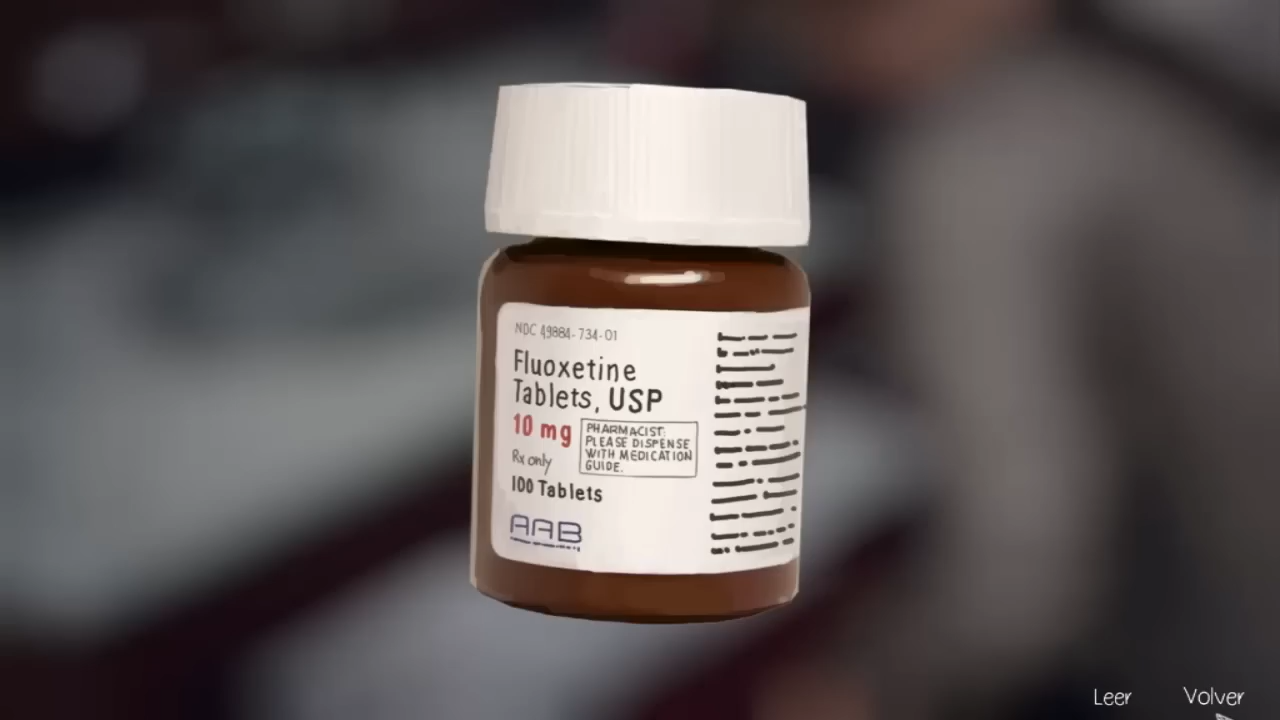 NDC 49884-734-01
Fluoxetine
Tablets, USP
10 mg
PHARMACIST:
PLEASE DISPENSE
WITH MEDICATION
GUIDE.
Rx only
100 Tablets
AAB
Leer Volver